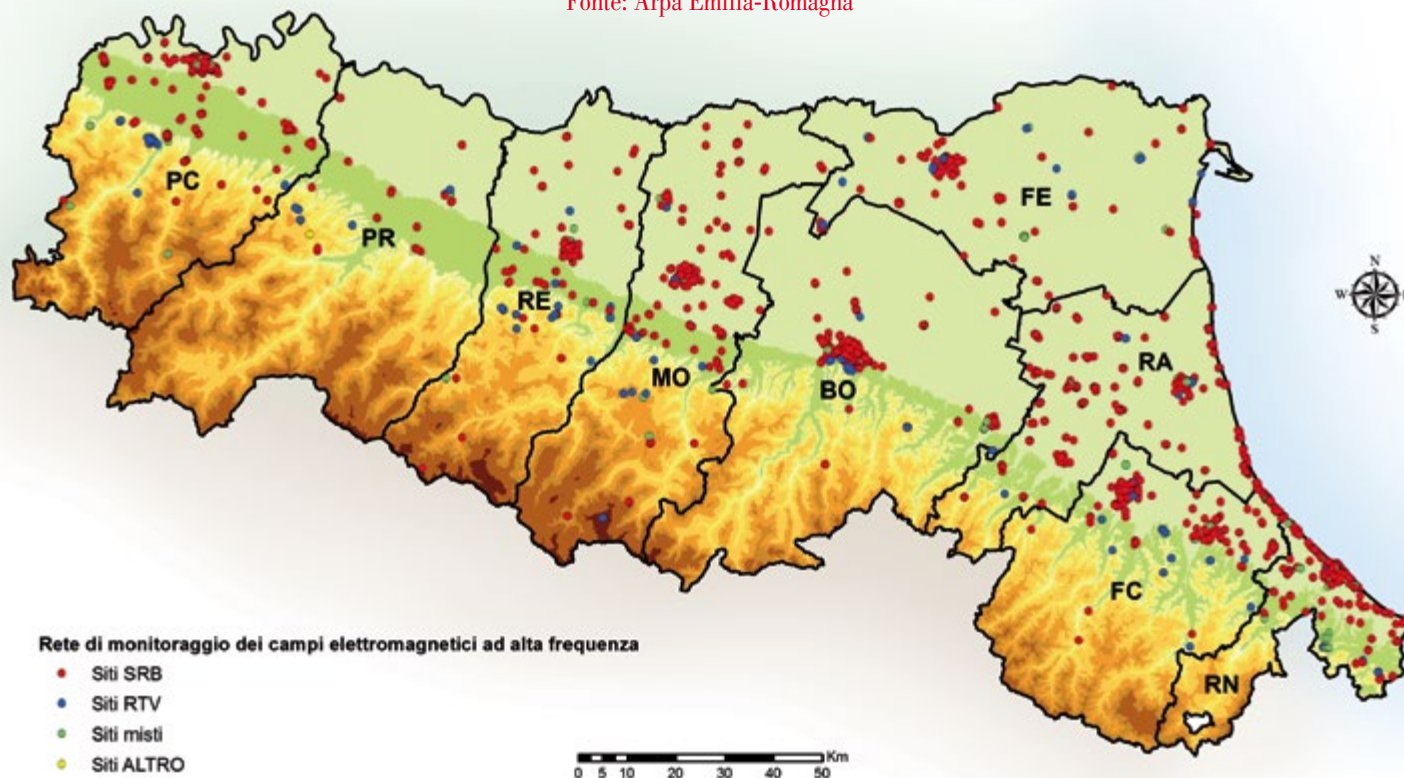 Fonte: Arpa Emilia-Romagna
PC
PR
RE
MO
BO
FE
RA
FC
RN
N
W
S
Rete di monitoraggio dei campi elettromagnetici ad alta frequenza
Siti SRB
Siti RTV
Siti misti
Siti ALTRO
Km
0 5 10 20 30 40 50